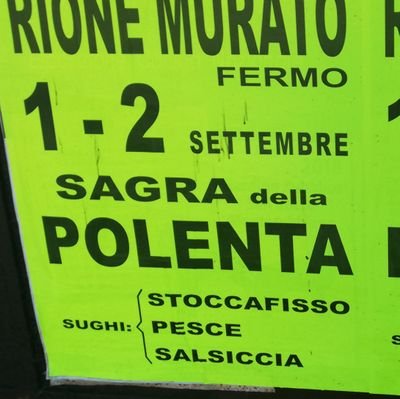 RIONE MURATO
FERMO
1-2 SETTEMBRE
SAGRA della
POLENTA
SUGHI: { STOCCAFISSO
PESCE
SALSICCIA